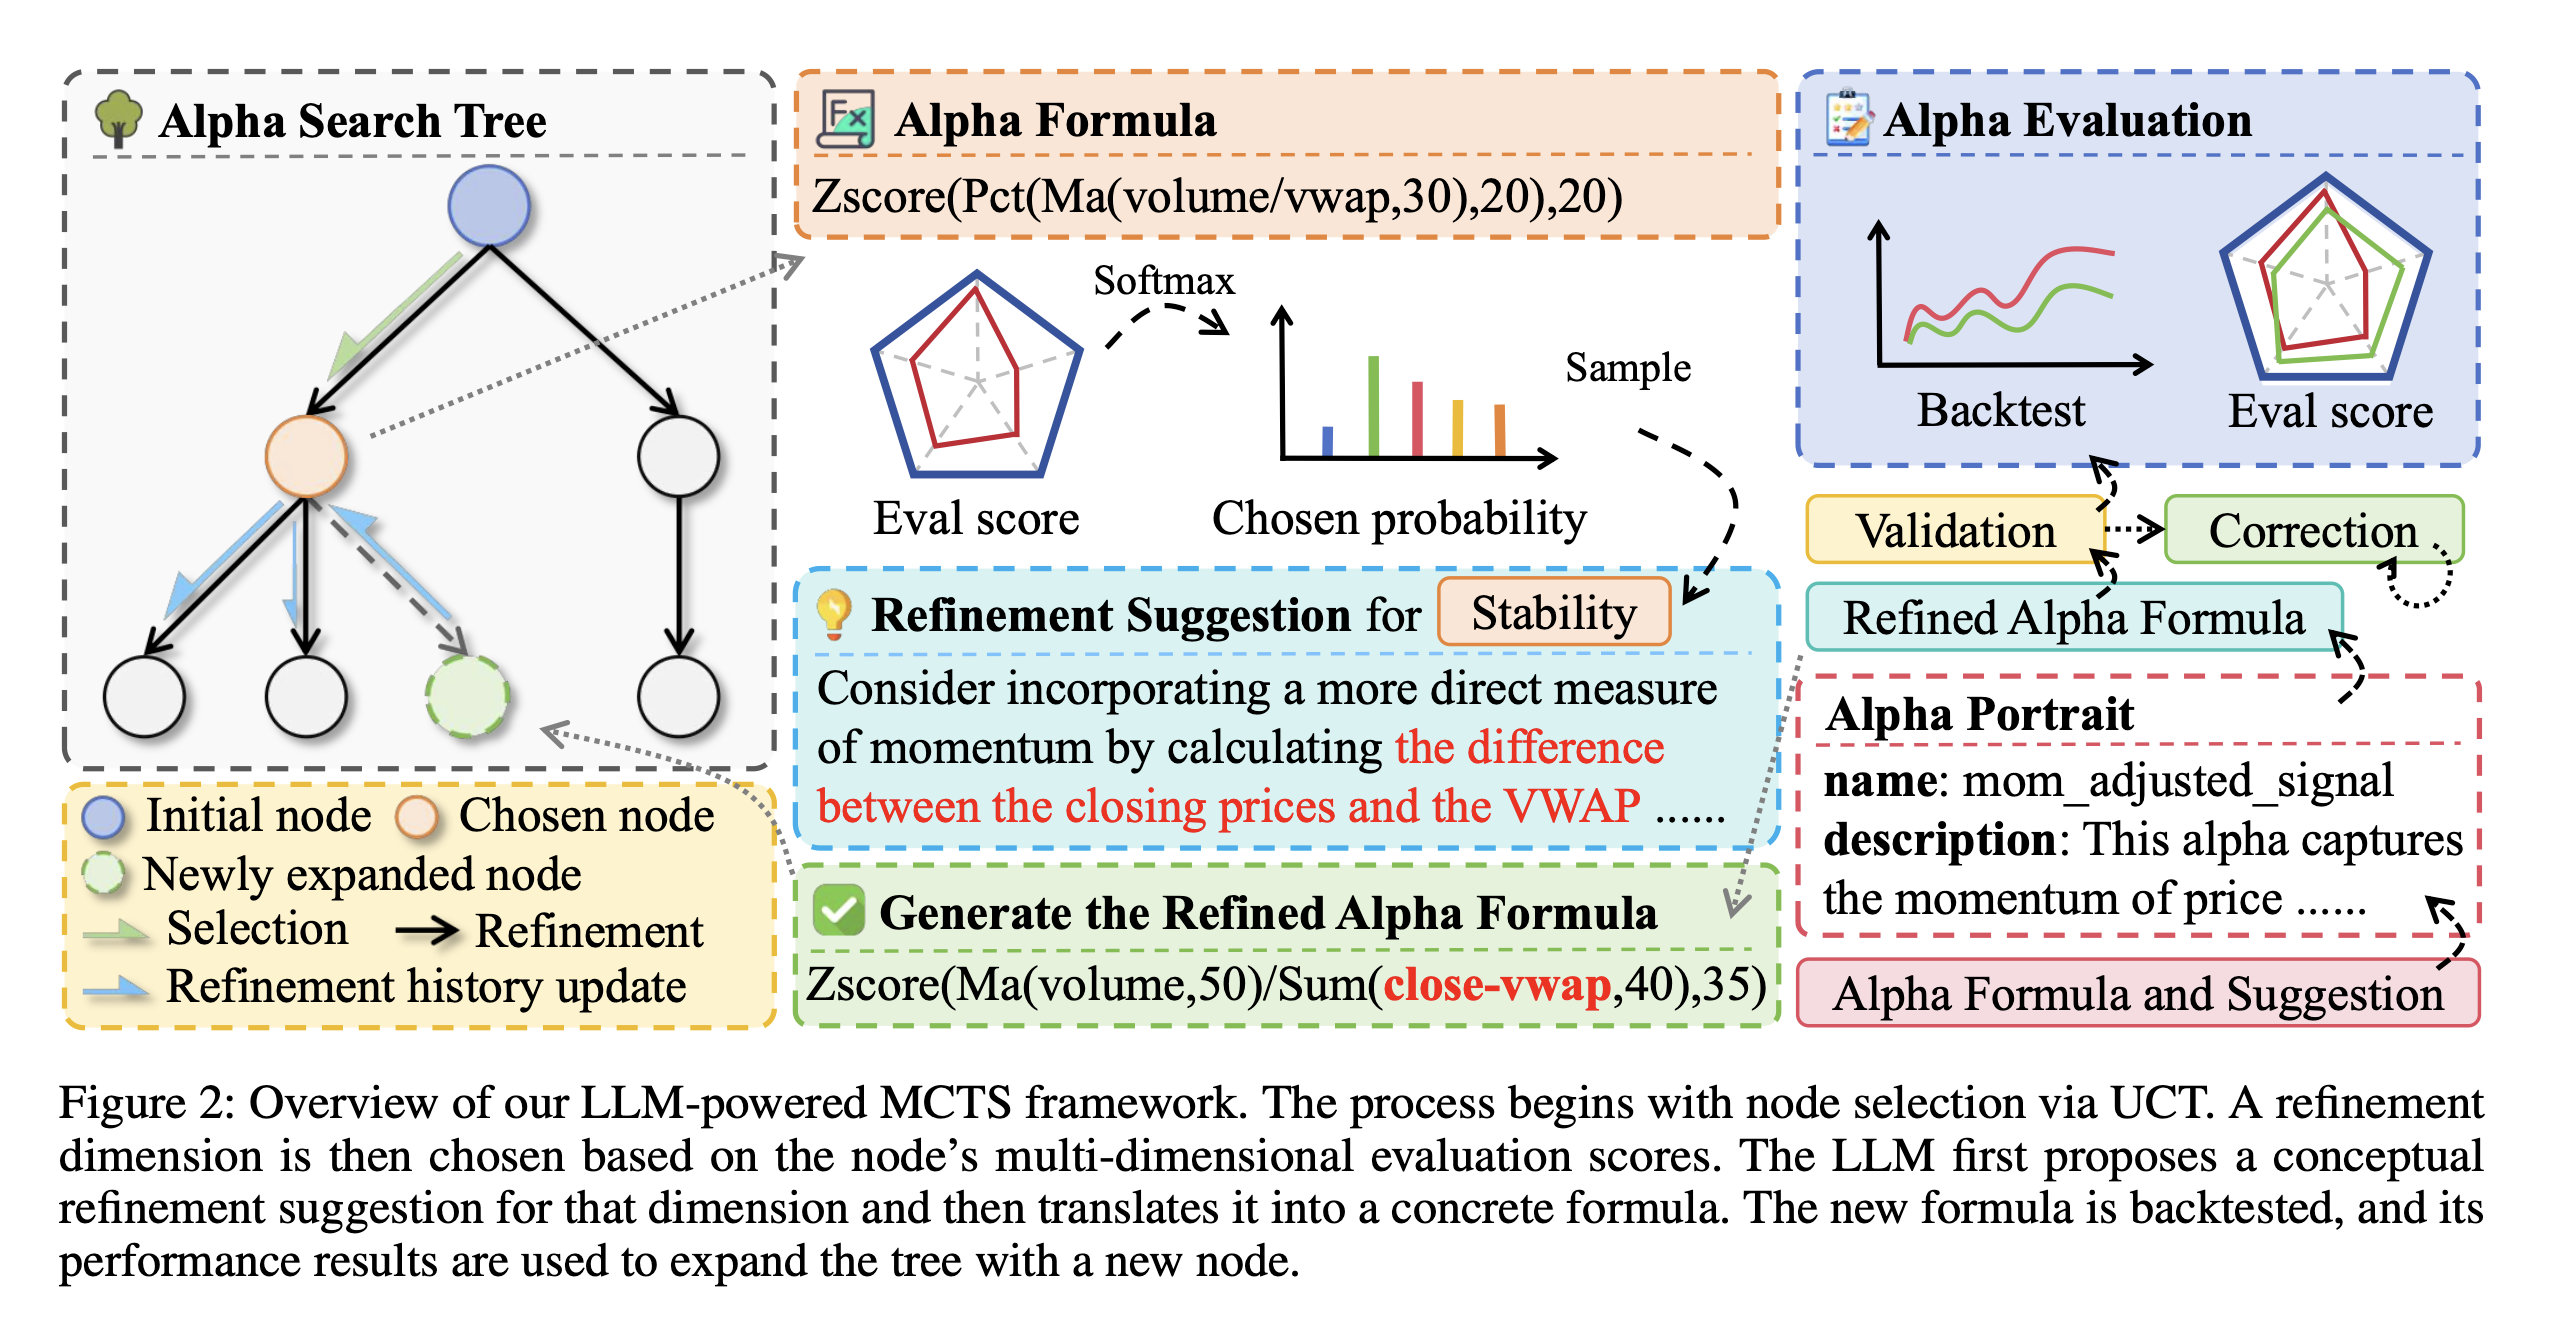 Alpha Search Tree
Initial node
Chosen node
Newly expanded node
Selection
Refinement
Refinement history update
Alpha Formula
Zscore(Pct(Ma(volume/vwap,30),20),20)
Softmax
Sample
Eval score
Chosen probability
Refinement Suggestion for Stability
Consider incorporating a more direct measure
of momentum by calculating the difference
between the closing prices and the VWAP ......
Generate the Refined Alpha Formula
Zscore(Ma(volume,50)/Sum(close-vwap,40),35)
Alpha Evaluation
Backtest
Eval score
Validation
Correction
Refined Alpha Formula
Alpha Portrait
name: mom_adjusted_signal
description: This alpha captures
the momentum of price ......
Alpha Formula and Suggestion
Figure 2: Overview of our LLM-powered MCTS framework. The process begins with node selection via UCT. A refinement
dimension is then chosen based on the node’s multi-dimensional evaluation scores. The LLM first proposes a conceptual
refinement suggestion for that dimension and then translates it into a concrete formula. The new formula is backtested, and its
performance results are used to expand the tree with a new node.